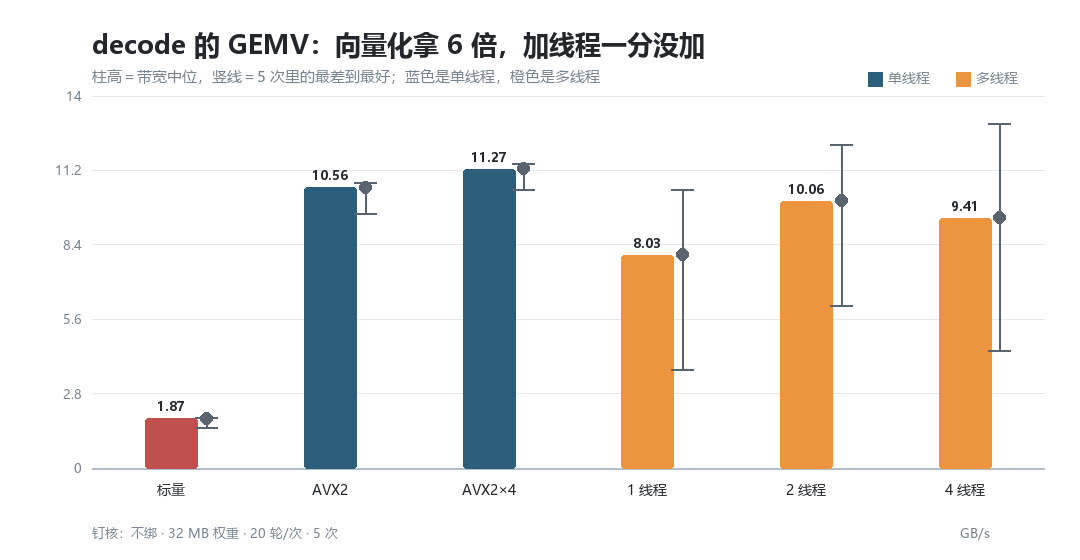 decode 的 GEMV：向量化拿 6 倍，加线程一分没加
柱高＝带宽中位，竖线＝5 次里的最差到最好；蓝色是单线程，橙色是多线程
单线程
多线程
14
11.2
8.4
5.6
2.8
0
1.87
10.56
11.27
8.03
10.06
9.41
标量
AVX2
AVX2×4
1 线程
2 线程
4 线程
钉核：不绑 · 32 MB 权重 · 20 轮/次 · 5 次
GB/s